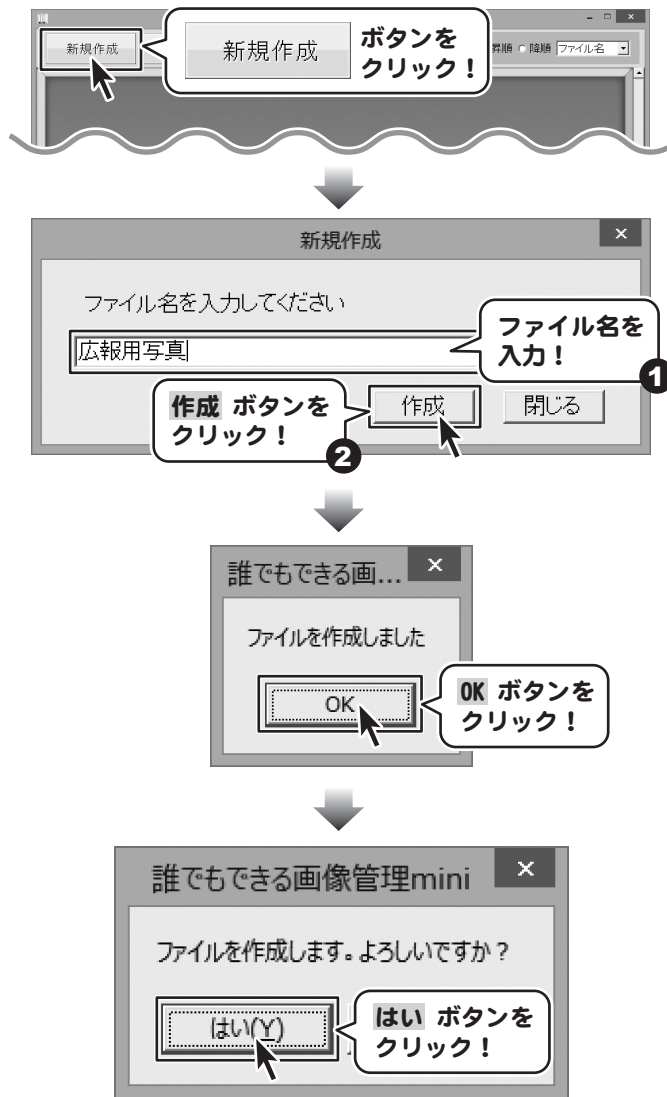 新規作成
新規作成 ボタンを
クリック！
昇順 降順 ファイル名
新規作成
ファイル名を入力してください
広報用写真
ファイル名を
入力！
1
作成 ボタンを
クリック！
2
作成
閉じる
誰でもできる画...
ファイルを作成しました
OK
OK ボタンを
クリック！
誰でもできる画像管理mini
ファイルを作成します。よろしいですか？
はい(Y)
はい ボタンを
クリック！